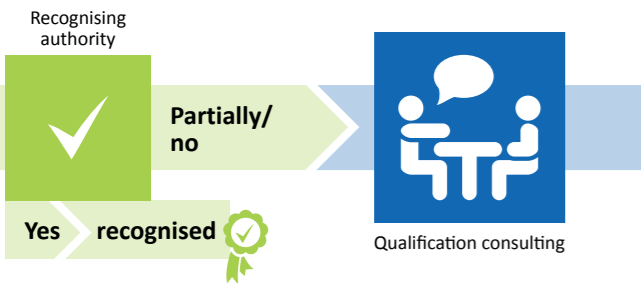 Recognising
authority
Partially/
no
Yes
recognised
Qualification consulting